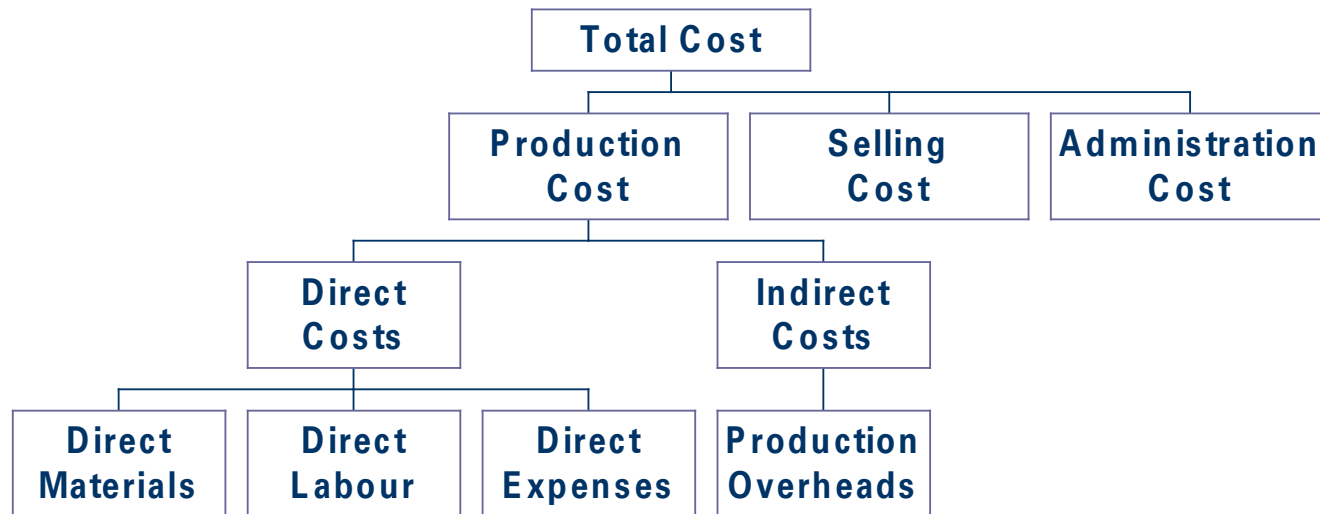 Total Cost
Production
Cost
Selling
Cost
Administration
Cost
Direct
Costs
Indirect
Costs
Direct
Materials
Direct
Labour
Direct
Expenses
Production
Overheads